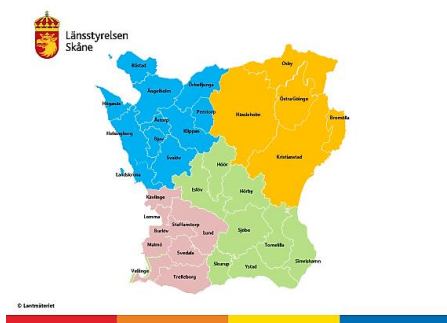 Länsstyrelsen
Skåne
Båstad
Osby
Ängelholm
Örkelljunga
Östra Göinge
Höganäs
Perstorp
Hässleholm
Bromölla
Åstorp
Helsingborg
Klippan
Bjuv
Svalöv
Kristianstad
Höör
Landskrona
Eslöv
Hörby
Kävlinge
Lomma
Staffanstorp
Burlöv
Lund
Sjöbo
Malmö
Tomelilla
Svedala
Simrishamn
Skurup
Ystad
Vellinge
Trelleborg
© Lantmäteriet